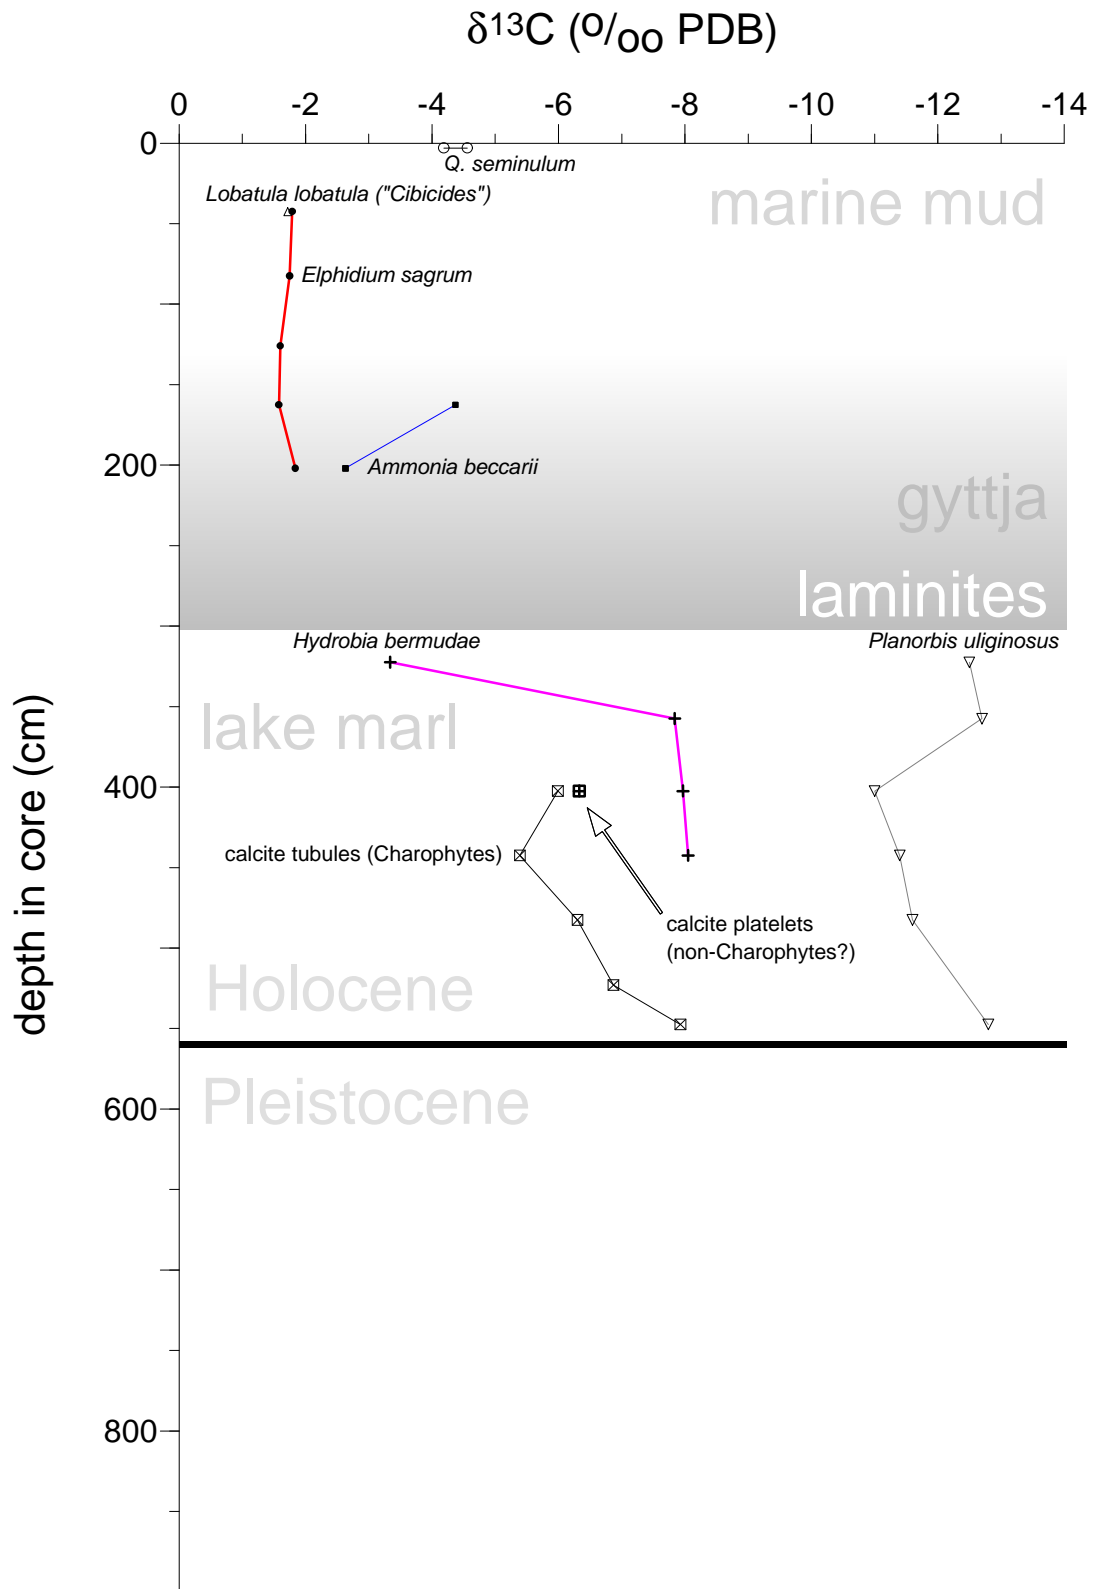 δ13C (o/oo PDB)
0 -2 -4 -6 -8 -10 -12 -14
0
Q. seminulum
Lobatula lobatula ("Cibicides")
marine mud
Elphidium sagrum
200
Ammonia beccarii
gyttja
laminites
Hydrobia bermudae
Planorbis uliginosus
lake marl
400
calcite tubules (Charophytes)
calcite platelets
(non-Charophytes?)
Holocene
depth in core (cm)
Pleistocene
600
800